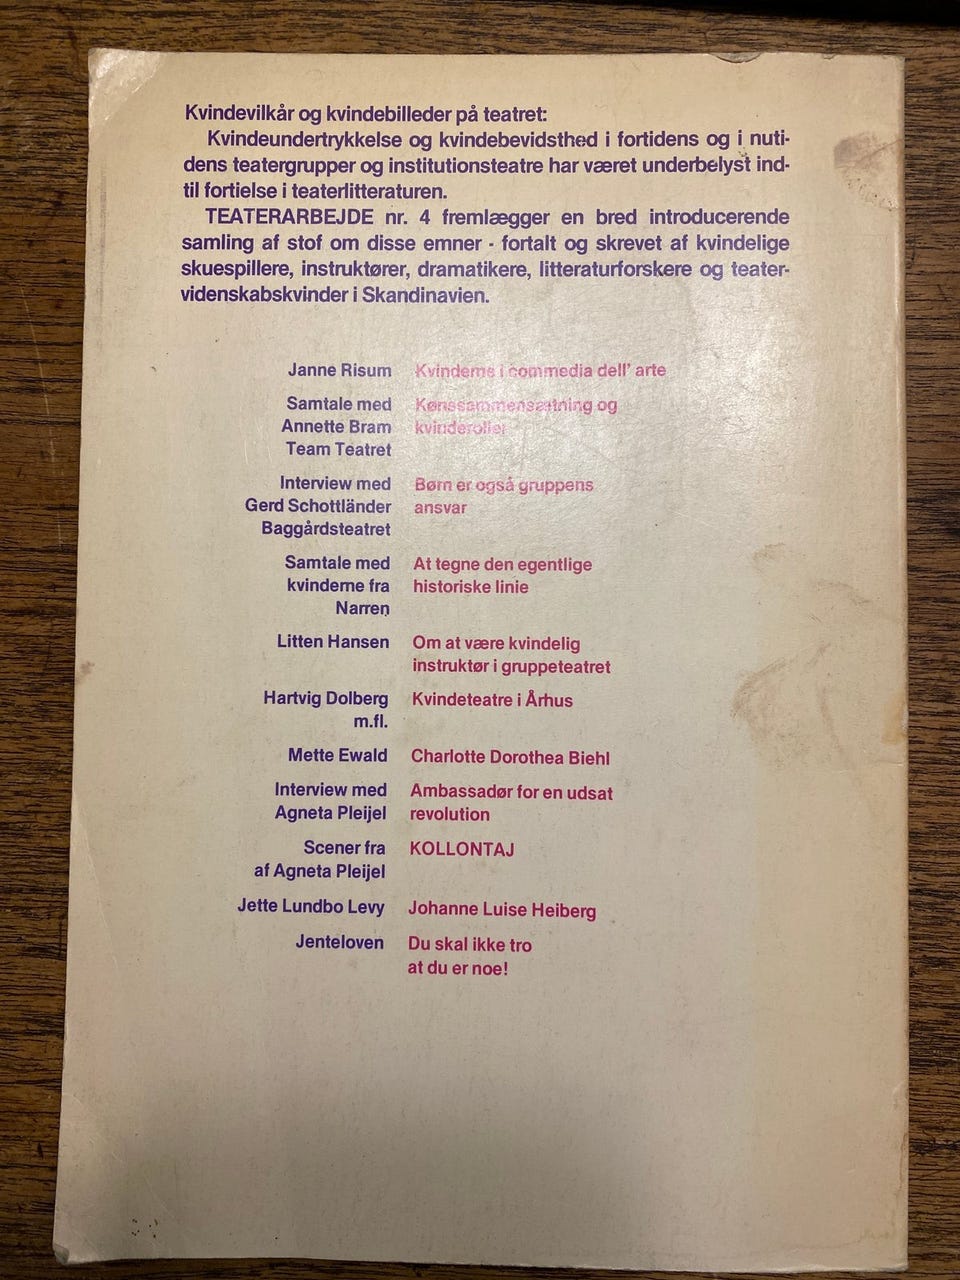 Kvindevilkår og kvindebilleder på teatret:
Kvindeundertrykkelse og kvindebevidsthed i fortidens og i nuti-
dens teatergrupper og institutionsteatre har været underbelyst ind-
til fortielse i teaterlitteraturen.
TEATERARBEJDE nr. 4 fremlægger en bred introducerende
samling af stof om disse emner - fortalt og skrevet af kvindelige
skuespillere, instruktører, dramatikere, litteraturforskere og teater-
videnskabskvinder i Skandinavien.
Janne Risum Kvinderne i commedia dell' arte
Samtale med Kønssammensætning og
Annette Bram kvinderoller
Team Teatret
Interview med Børn er også gruppens
Gerd Schottländer ansvar
Baggårdsteatret
Samtale med At tegne den egentlige
kvinderne fra historiske linie
Narren
Litten Hansen Om at være kvindelig
instruktør i gruppeteatret
Hartvig Dolberg Kvindeteatre i Århus
m.fl.
Mette Ewald Charlotte Dorothea Biehl
Interview med Ambassadør for en udsat
Agneta Pleijel revolution
Scener fra KOLLONTAJ
af Agneta Pleijel
Jette Lundbo Levy Johanne Luise Heiberg
Jenteloven Du skal ikke tro
at du er noe!